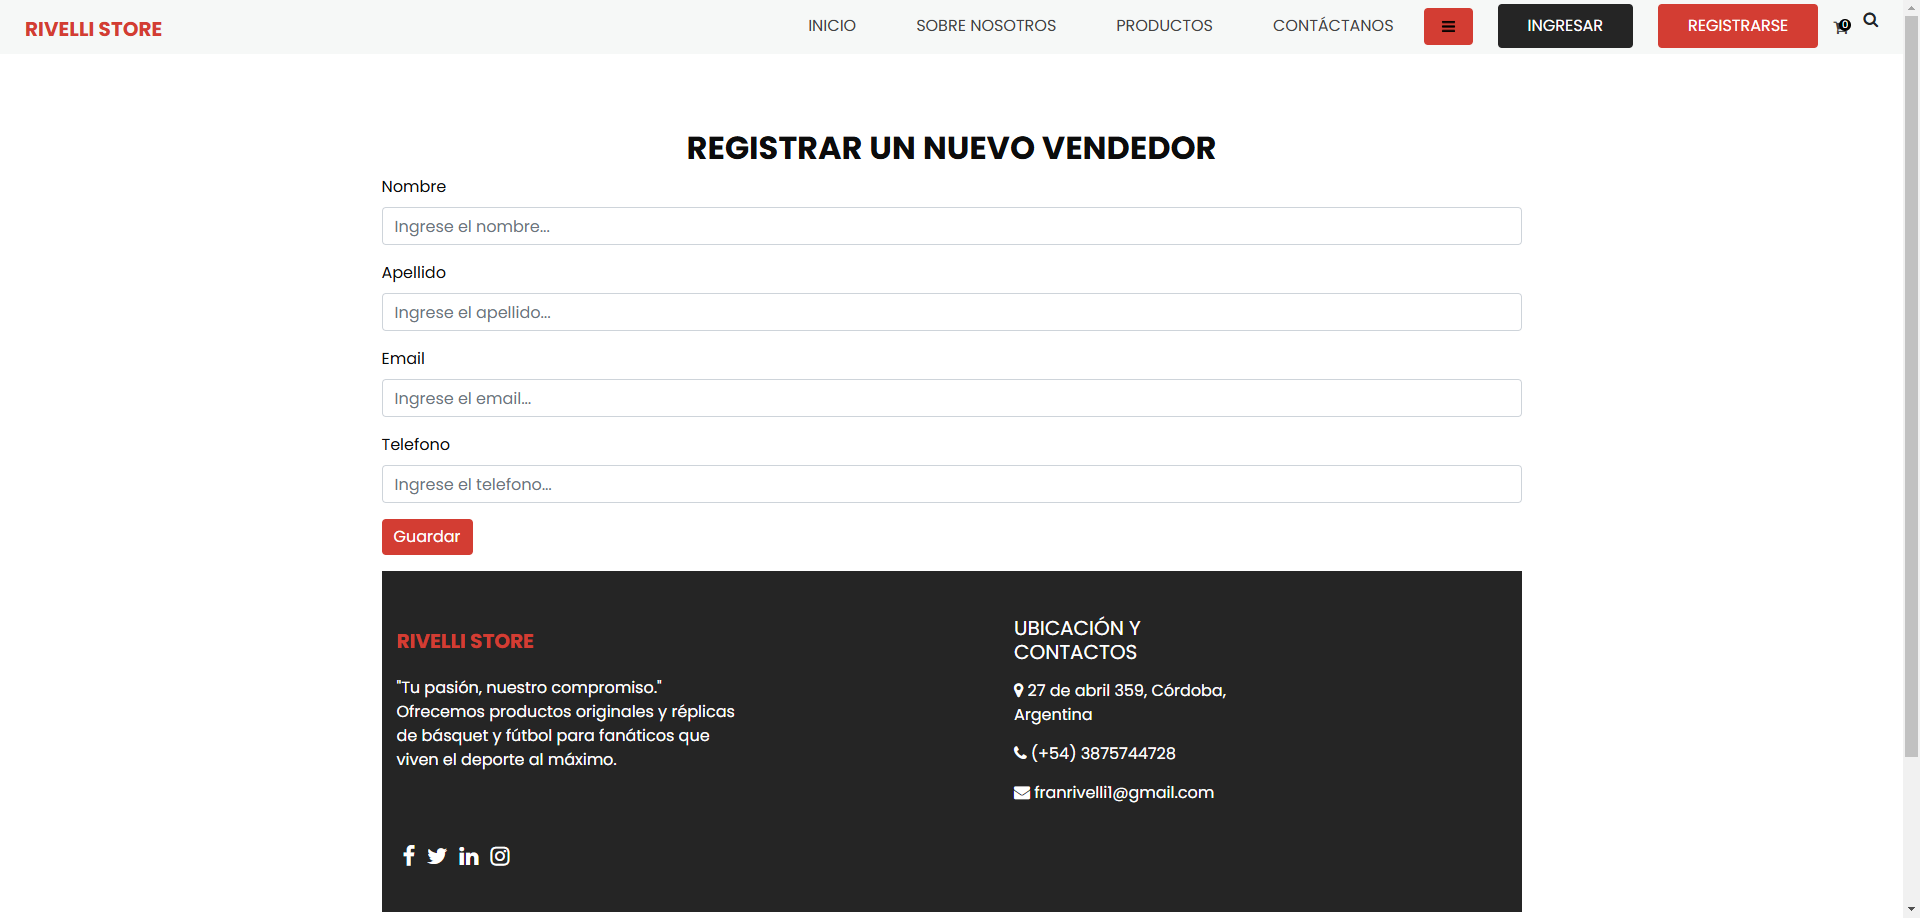 RIVELLI STORE
INICIO
SOBRE NOSOTROS
PRODUCTOS
CONTÁCTANOS
INGRESAR
REGISTRARSE
0
REGISTRAR UN NUEVO VENDEDOR
Nombre
Ingrese el nombre...
Apellido
Ingrese el apellido...
Email
Ingrese el email...
Telefono
Ingrese el telefono...
Guardar
RIVELLI STORE
"Tu pasión, nuestro compromiso."
Ofrecemos productos originales y réplicas
de básquet y fútbol para fanáticos que
viven el deporte al máximo.
UBICACIÓN Y
CONTACTOS
27 de abril 359, Córdoba,
Argentina
(+54) 3875744728
franrivelli1@gmail.com